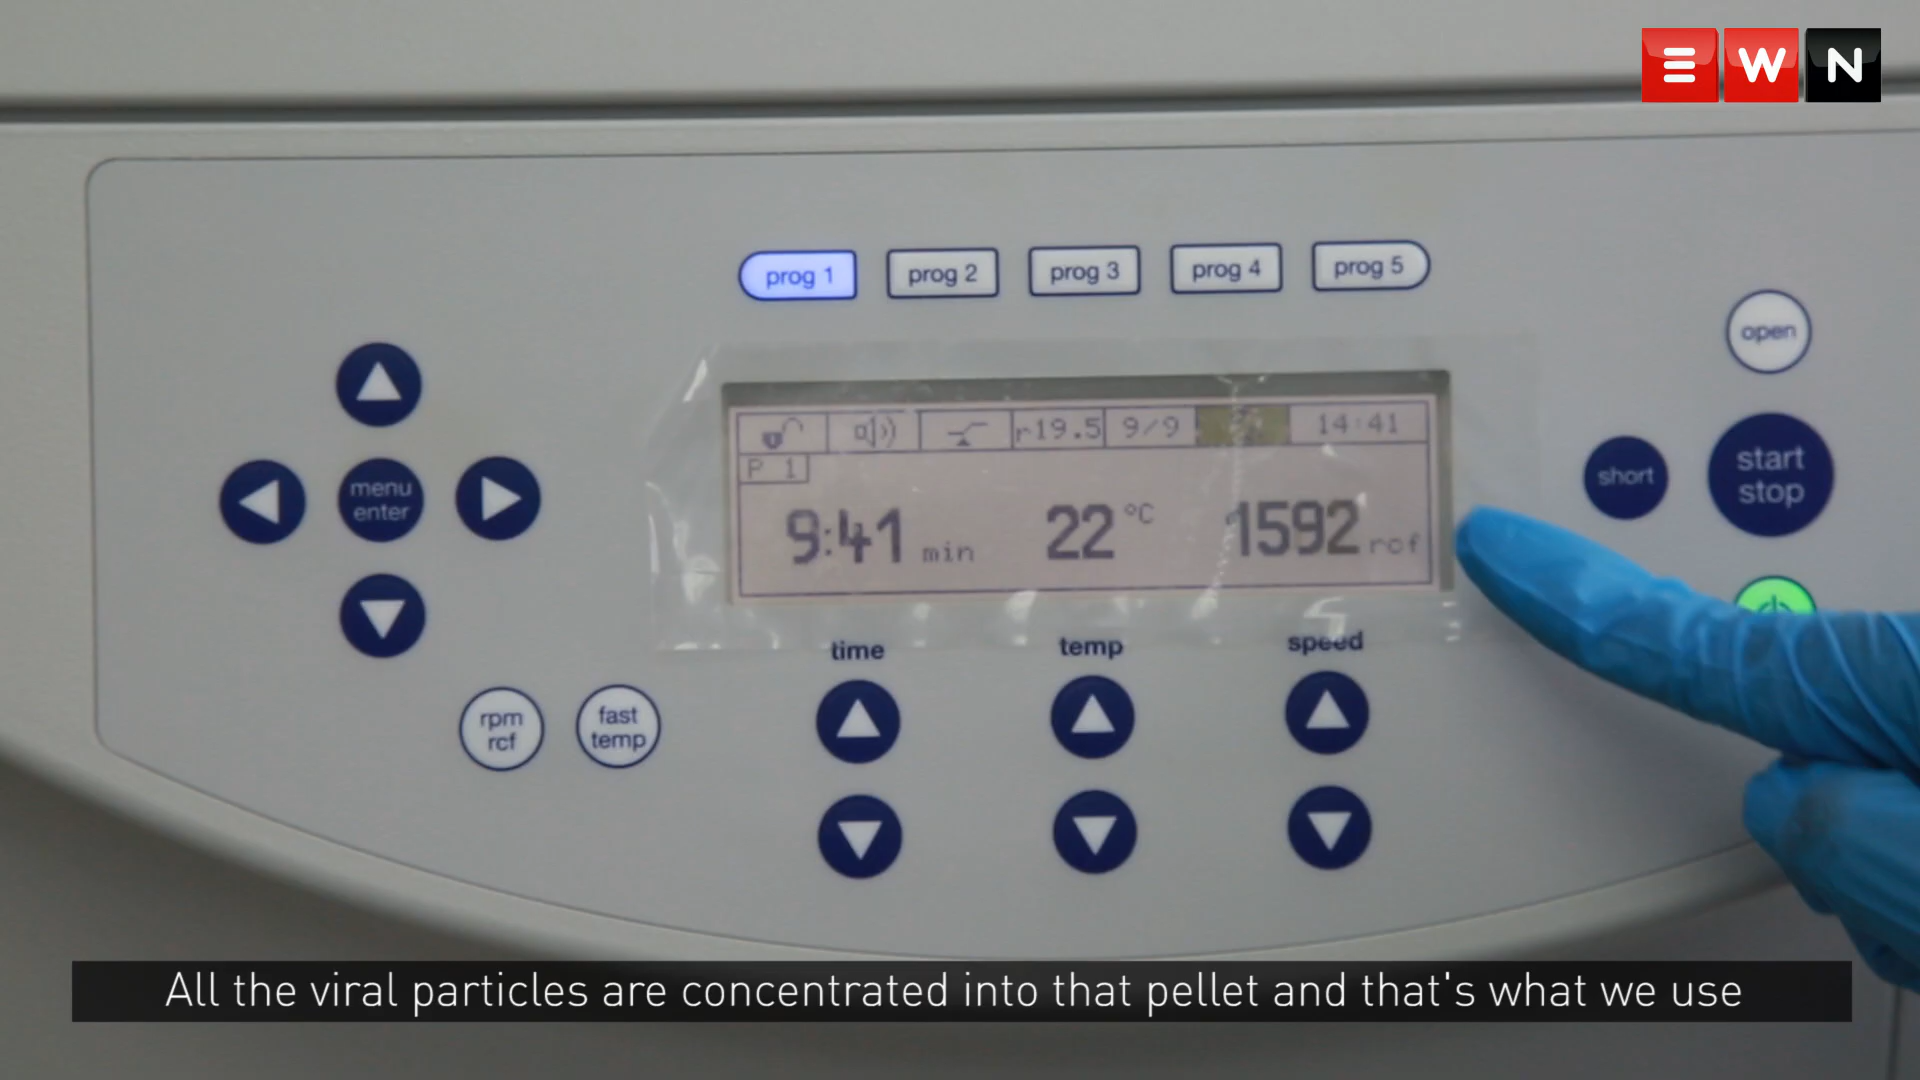 EWN
prog 1 prog 2 prog 3 prog 4 prog 5
open
r19.5 9/9 14:41
P 1
9:41 min 22 °C 1592 rcf
menu
enter
short
start
stop
time temp speed
rpm
rcf
fast
temp
All the viral particles are concentrated into that pellet and that's what we use